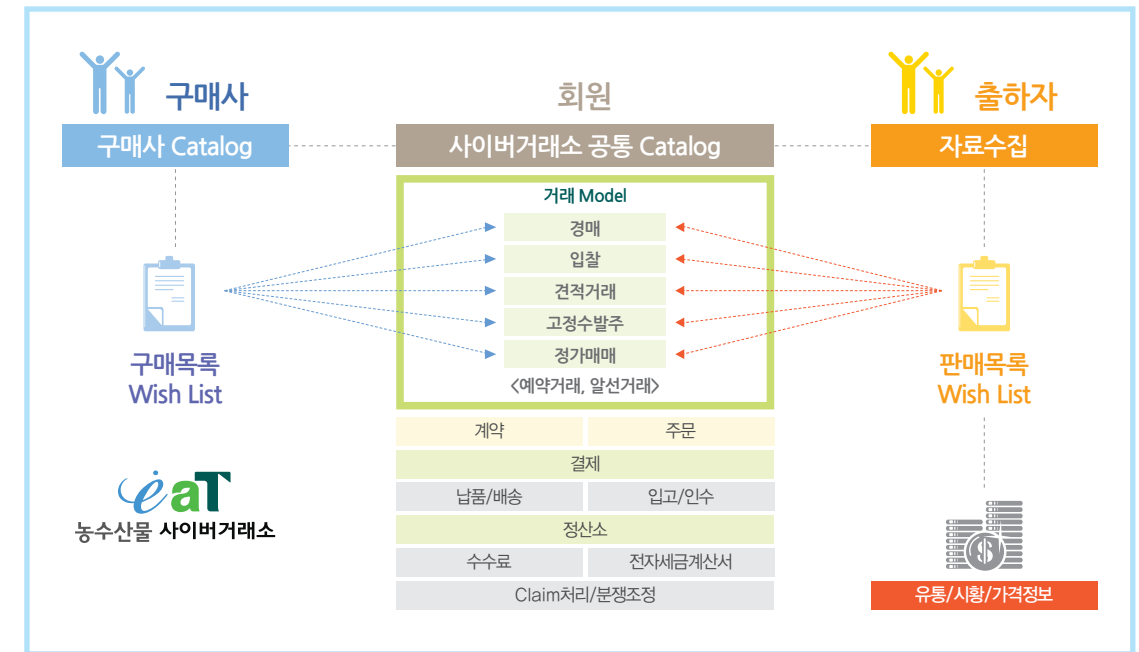 구매사
회원
출하자
구매사 Catalog
사이버거래소 공통 Catalog
자료수집
거래 Model
경매
입찰
견적거래
고정수발주
정가매매
<예약거래, 알선거래>
구매목록
Wish List
판매목록
Wish List
계약
주문
결제
납품/배송
입고/인수
정산소
수수료
전자세금계산서
Claim처리/분쟁조정
eaT
농수산물 사이버거래소
$
유통/시황/가격정보